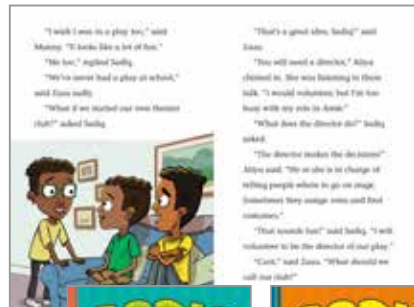 "I wish I was in a play too," said
Manny. "It looks like a lot of fun."
"Me too," replied Sadiq.
"We've never had a play at school,"
said Zaza sadly.
"What if we started our own theater
club?" asked Sadiq.
"That's a great idea, Sadiq!" said
Zaza.
"You will need a director," Aliya
chimed in. She was listening to them
talk. "I would volunteer, but I'm too
busy with my role in Annie."
"What does the director do?" Sadiq
asked.
"The director makes the decisions!"
Aliya said. "He or she is in charge of
telling people where to go on stage.
Sometimes they assign roles and find
costumes."
"That sounds fun!" said Sadiq. "I will
volunteer to be the director of our play."
"Cool," said Zaza. "What should we
call our club?"